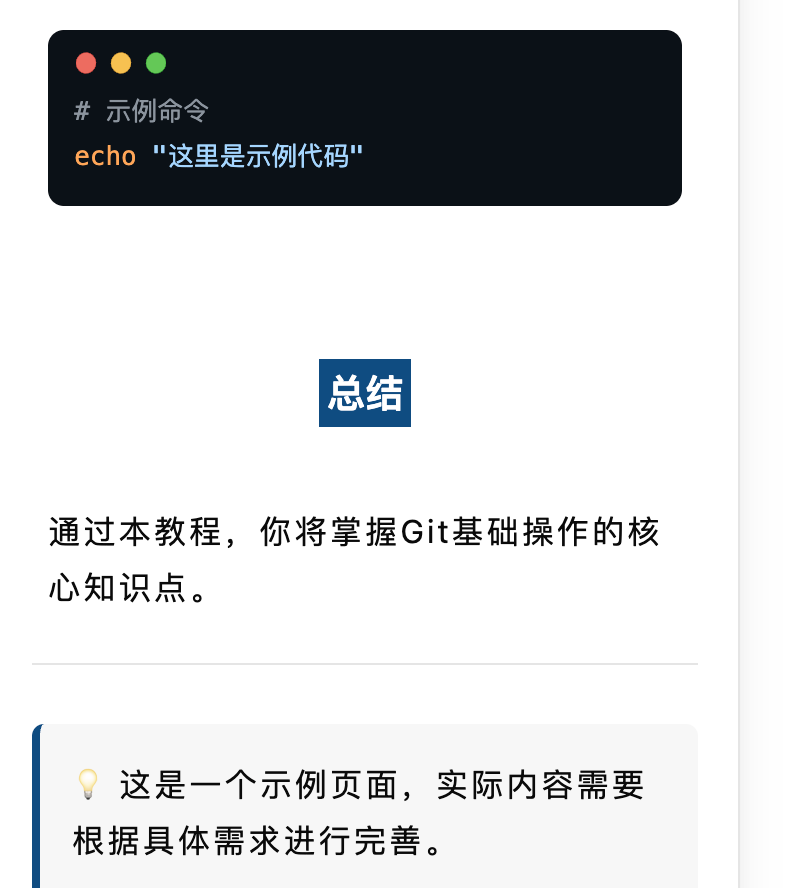 # 示例命令
echo "这里是示例代码"
总结
通过本教程，你将掌握Git基础操作的核
心知识点。
💡 这是一个示例页面，实际内容需要
根据具体需求进行完善。